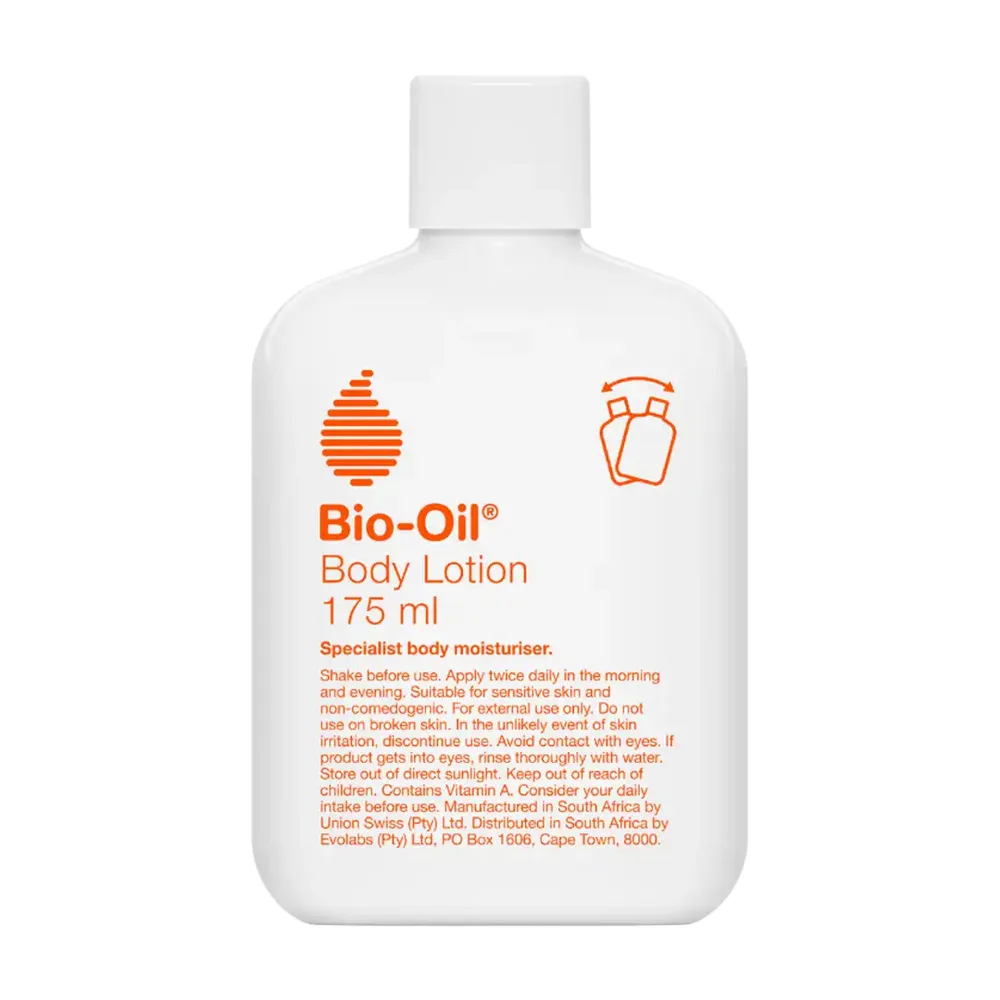 Bio-Oil®
Body Lotion
175 ml
Specialist body moisturiser.
Shake before use. Apply twice daily in the morning
and evening. Suitable for sensitive skin and
non-comedogenic. For external use only. Do not
use on broken skin. In the unlikely event of skin
irritation, discontinue use. Avoid contact with eyes. If
product gets into eyes, rinse thoroughly with water.
Store out of direct sunlight. Keep out of reach of
children. Contains Vitamin A. Consider your daily
intake before use. Manufactured in South Africa by
Union Swiss (Pty) Ltd. Distributed in South Africa by
Evolabs (Pty) Ltd, PO Box 1606, Cape Town, 8000.